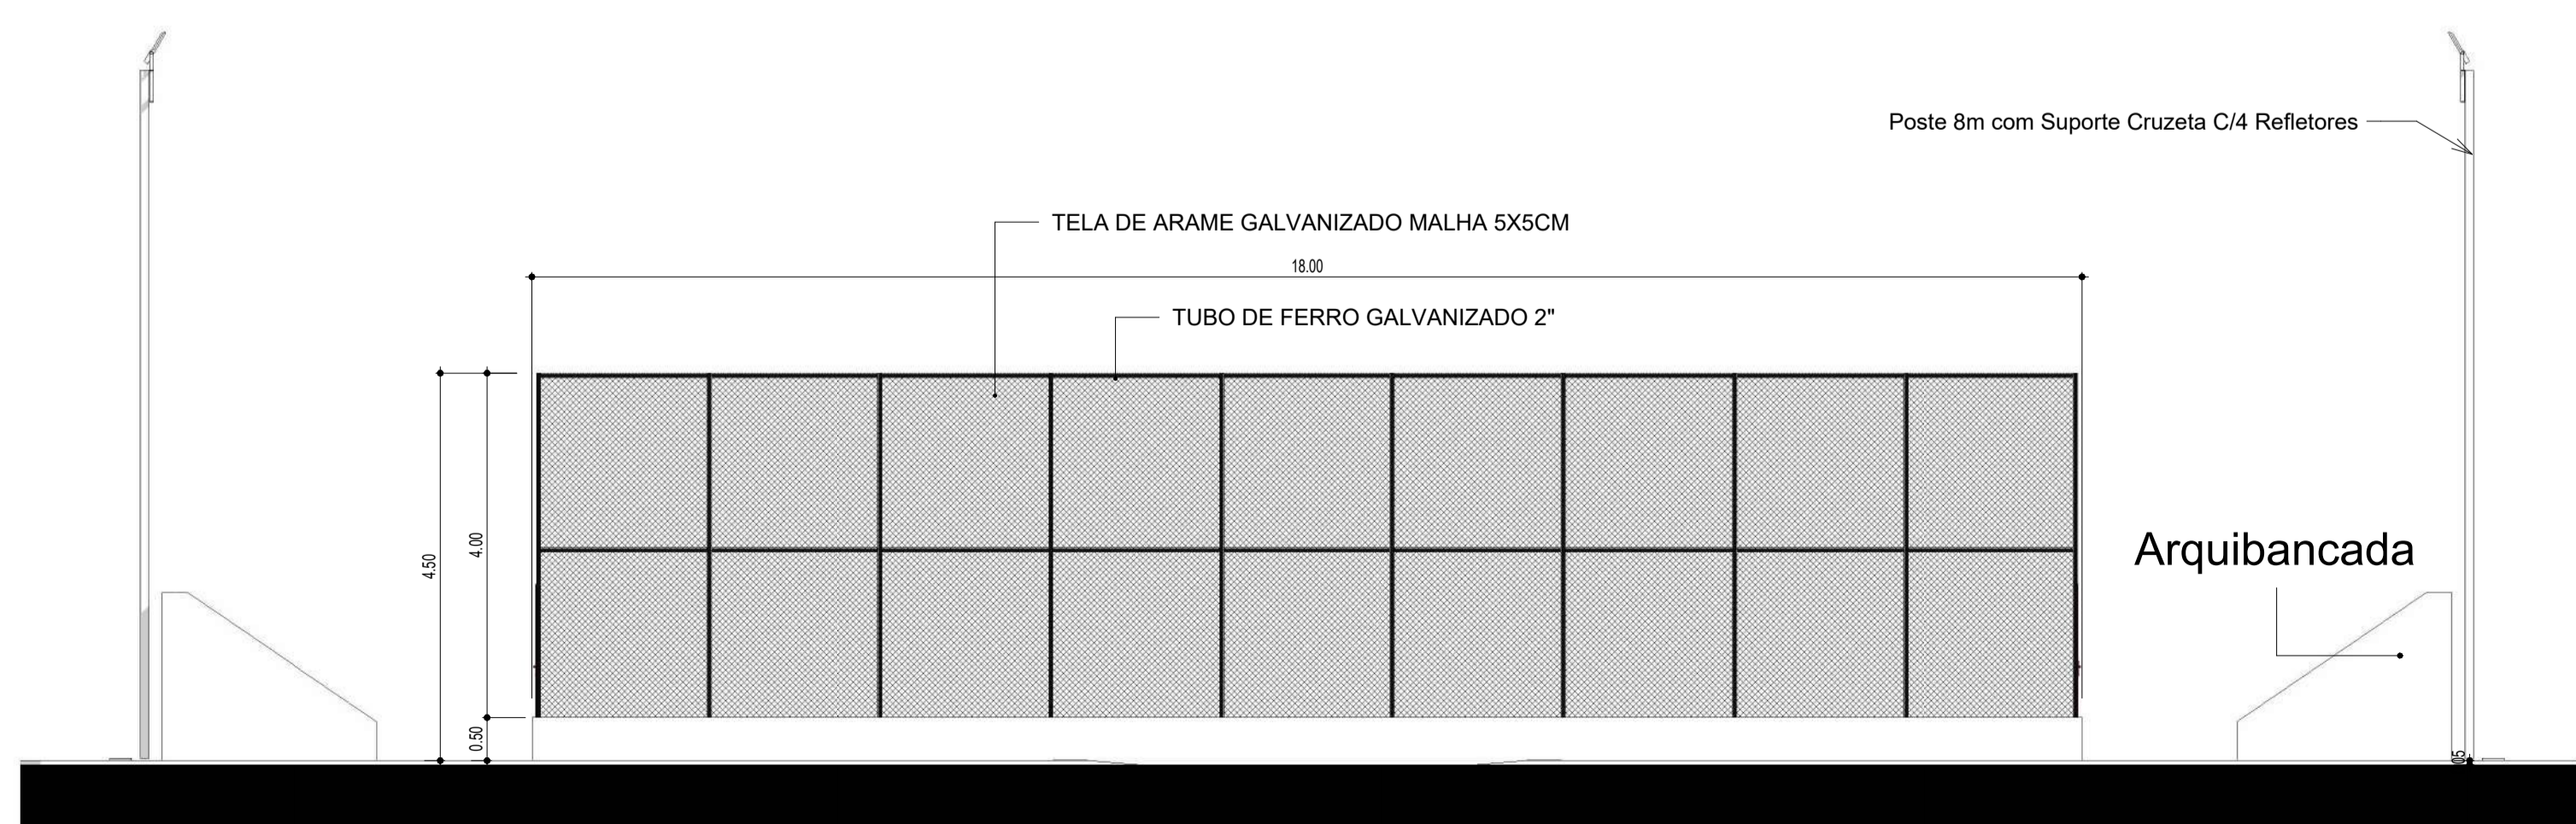 Poste 8m com Suporte Cruzeta C/4 Refletores
TELA DE ARAME GALVANIZADO MALHA 5X5CM
18.00
TUBO DE FERRO GALVANIZADO 2"
4.50
4.00
Arquibancada
0.50
05